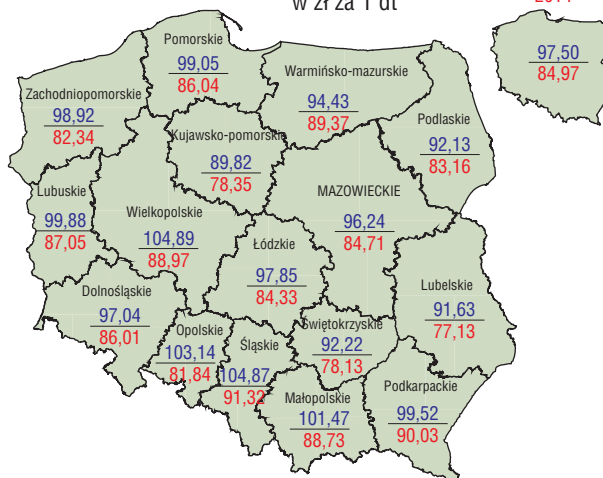 w zł za 1 dt
2011
97,50
84,97
Pomorskie
99,05
86,04
Warmińsko-mazurskie
94,43
89,37
Zachodniopomorskie
98,92
82,34
Podlaskie
92,13
83,16
Kujawsko-pomorskie
89,82
78,35
Lubuskie
99,88
87,05
Wielkopolskie
104,89
88,97
MAZOWIECKIE
96,24
84,71
Łódzkie
97,85
84,33
Dolnośląskie
97,04
86,01
Lubelskie
91,63
77,13
Opolskie
103,14
81,84
Śląskie
104,87
91,32
Świętokrzyskie
92,22
78,13
Małopolskie
101,47
88,73
Podkarpackie
99,52
90,03